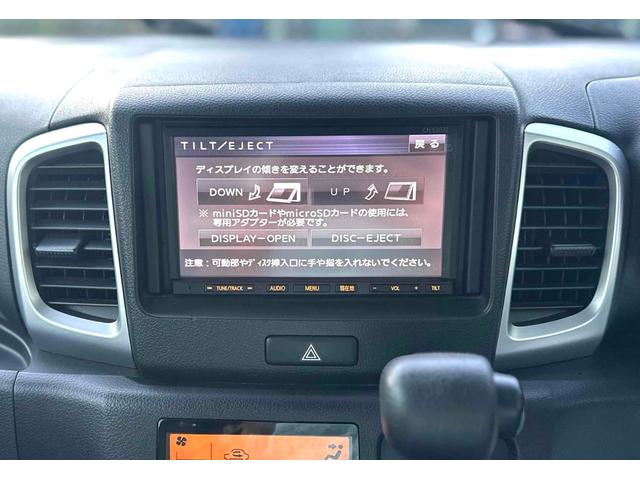 TILT/EJECT
戻る
ディスプレイの傾きを変えることができます。
DOWN UP
※ miniSDカードやmicroSDカードの使用には、
専用アダプターが必要です。
DISPLAY-OPEN DISC-EJECT
注意:可動部やディスク挿入口に手や指を入れないでください。
− TUNE/TRACK + AUDIO MENU 現在地 − VOL + TILT